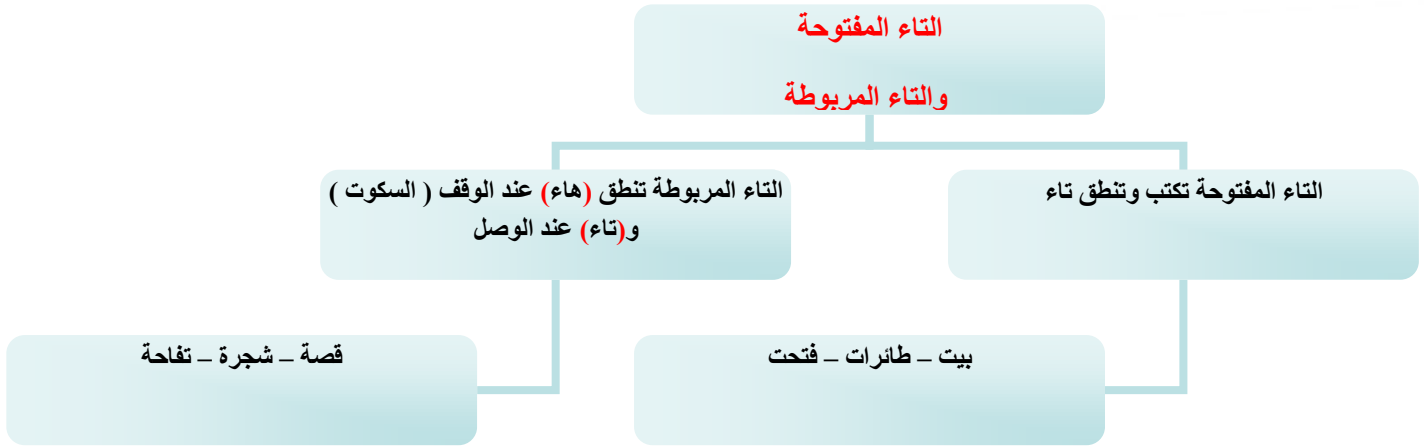 التاء المفتوحة
والتاء المربوطة
التاء المفتوحة تكتب وتنطق تاء
التاء المربوطة تنطق (هاء) عند الوقف ( السكوت )
و(تاء) عند الوصل
بيت – طائرات – فتحت
قصة – شجرة – تفاحة